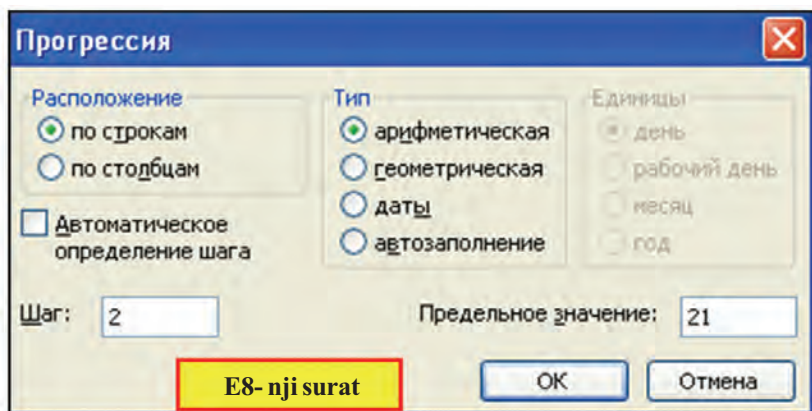 Прогрессия
Расположение
по строкам
по столбцам
Автоматическое
определение шага
Тип
арифметическая
геометрическая
даты
автозаполнение
Единицы
день
рабочий день
месяц
год
Шаг: 2
Предельное значение: 21
E8- nji surat
ОК
Отмена